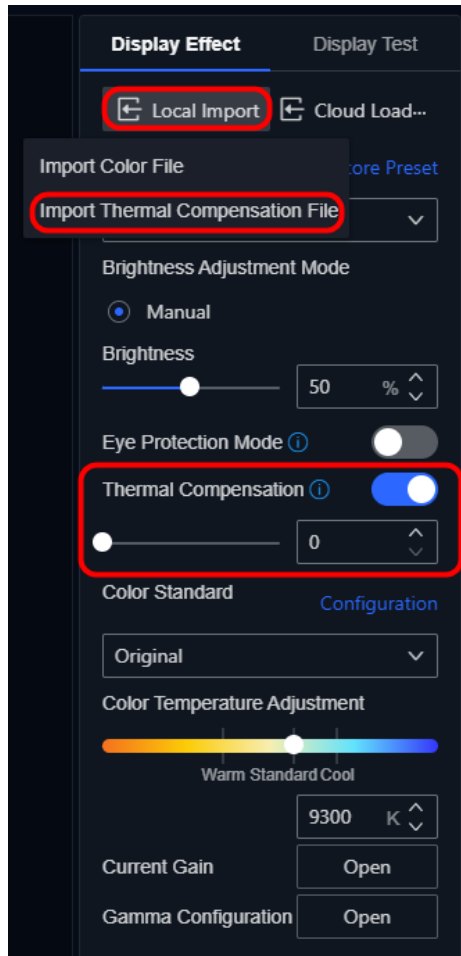 Display Effect Display Test
Local Import Cloud Load···
Import Color File
ore Preset
Import Thermal Compensation File
Brightness Adjustment Mode
Manual
Brightness
50 %
Eye Protection Mode
Thermal Compensation
0
Color Standard
Configuration
Original
Color Temperature Adjustment
Warm Standard Cool
9300 K
Current Gain Open
Gamma Configuration Open